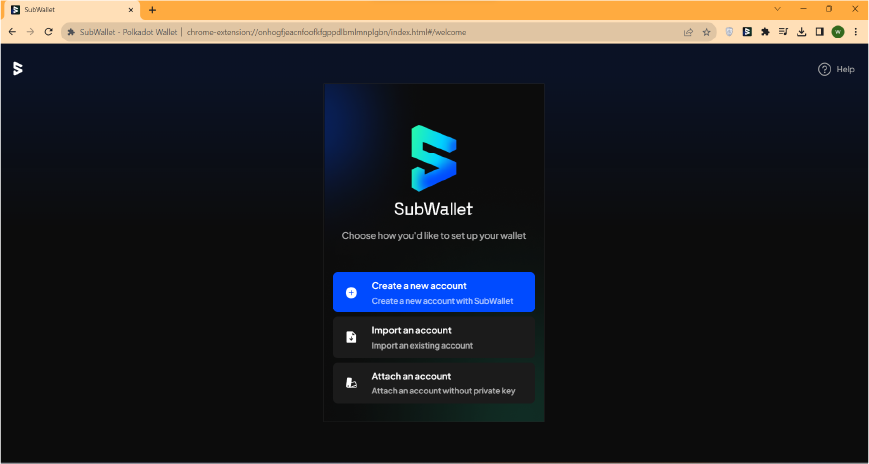 SubWallet
SubWallet - Polkadot Wallet | chrome-extension://onhogfjeacnfoofkfgppdlbmlmnplgbn/index.html#/welcome
W
Help
SubWallet
Choose how you'd like to set up your wallet
Create a new account
Create a new account with SubWallet
Import an account
Import an existing account
Attach an account
Attach an account without private key